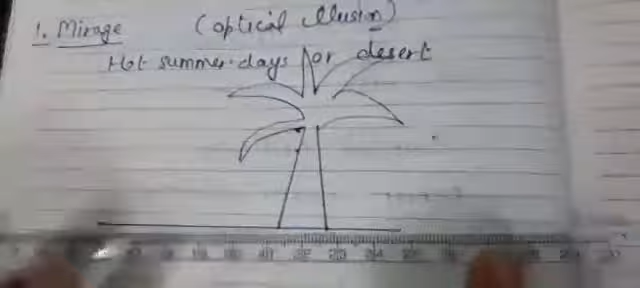 1. Mirage (optical illusion)
Hot summer days or desert